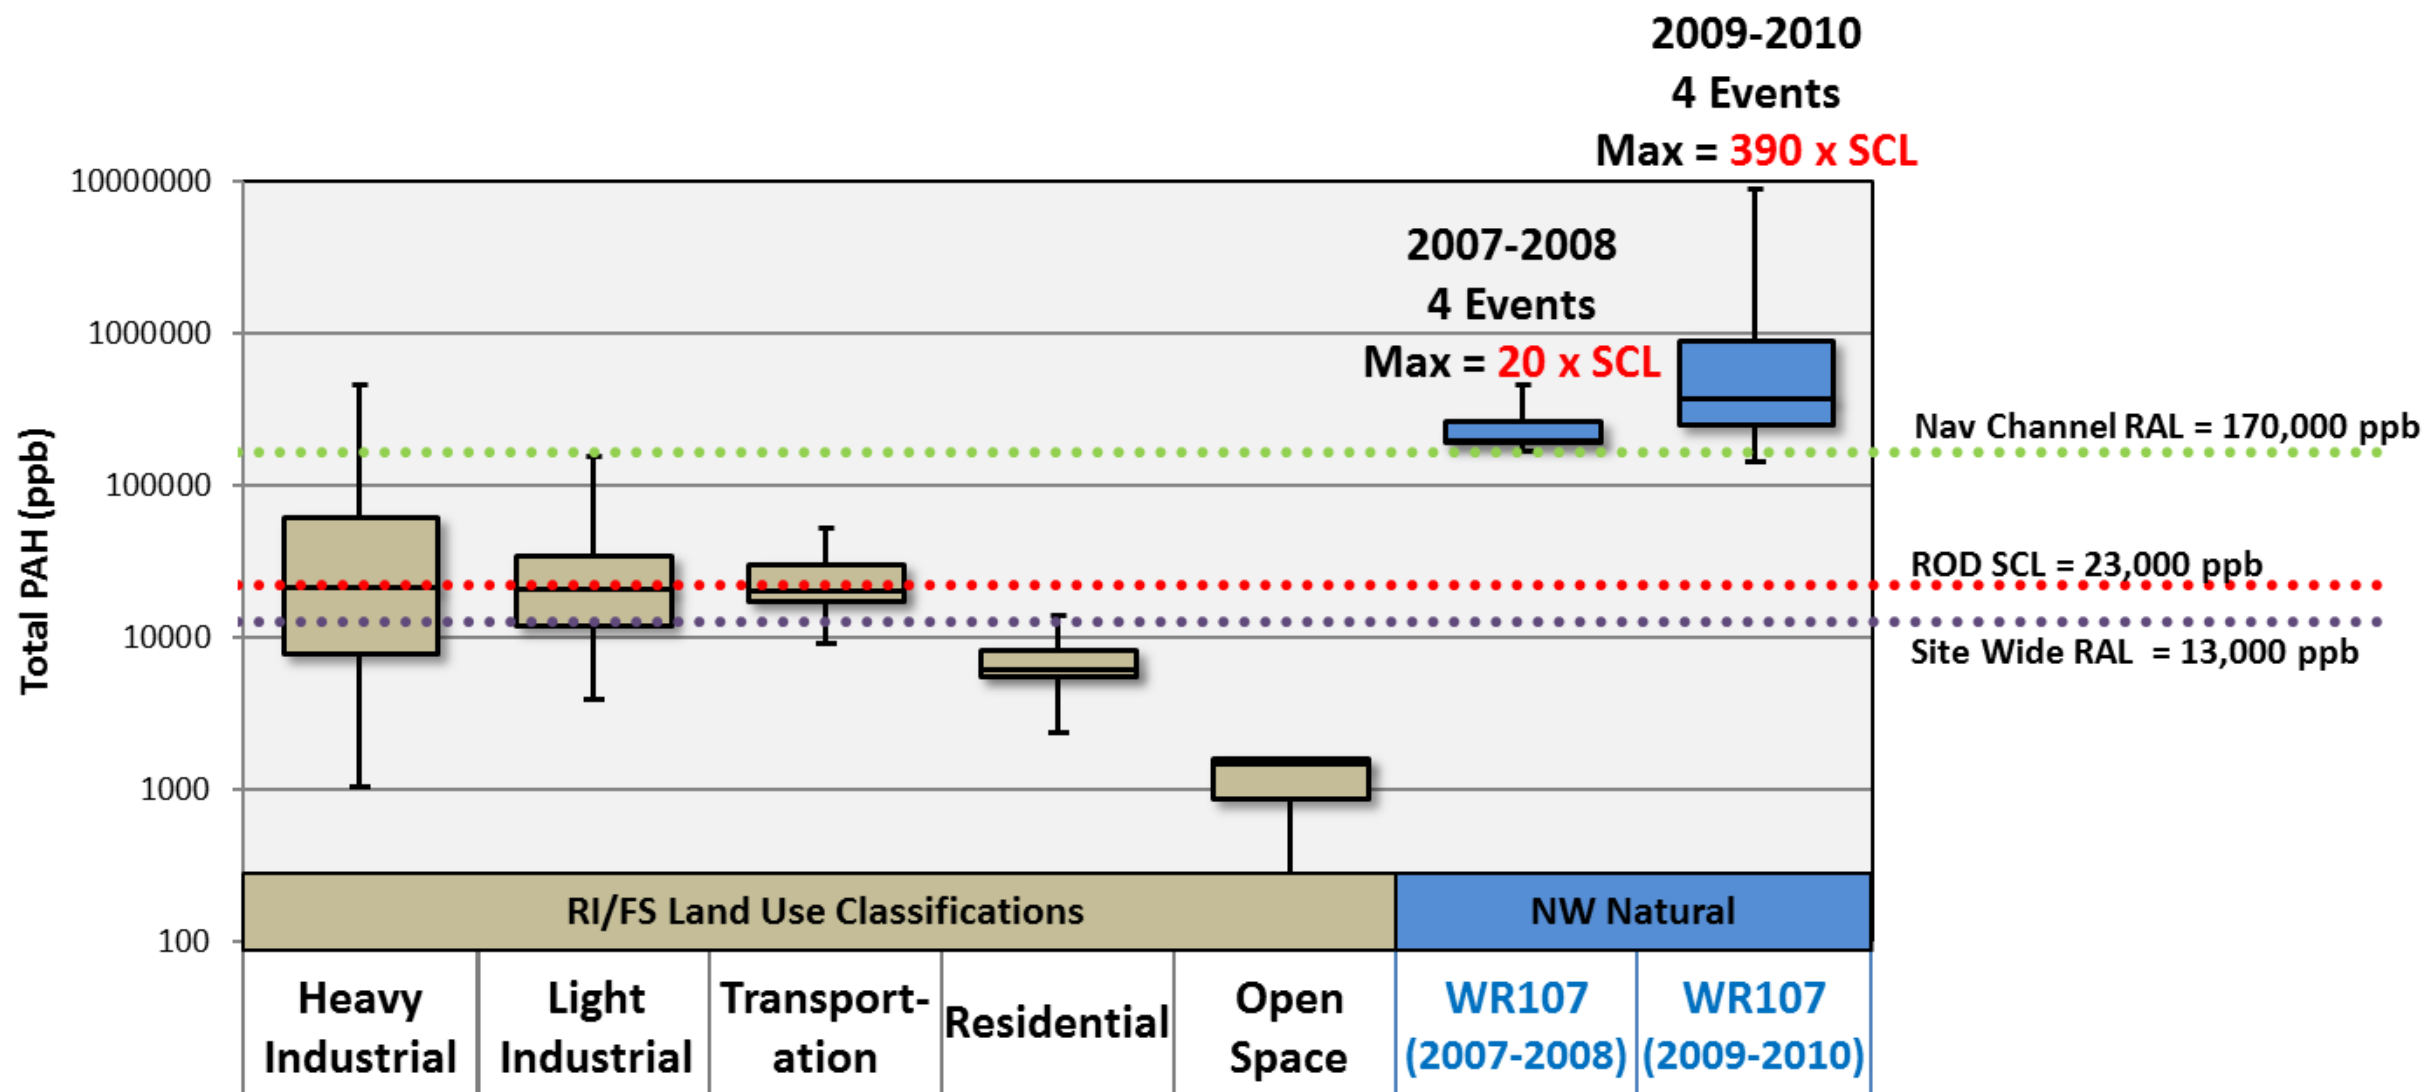 2009-2010
4 Events
Max = 390 x SCL
10000000
2007-2008
4 Events
Max = 20 x SCL
1000000
Nav Channel RAL = 170,000 ppb
100000
Total PAH (ppb)
ROD SCL = 23,000 ppb
10000
Site Wide RAL = 13,000 ppb
1000
RI/FS Land Use Classifications
NW Natural
100
Heavy
Industrial
Light
Industrial
Transport-
ation
Residential
Open
Space
WR107
(2007-2008)
WR107
(2009-2010)